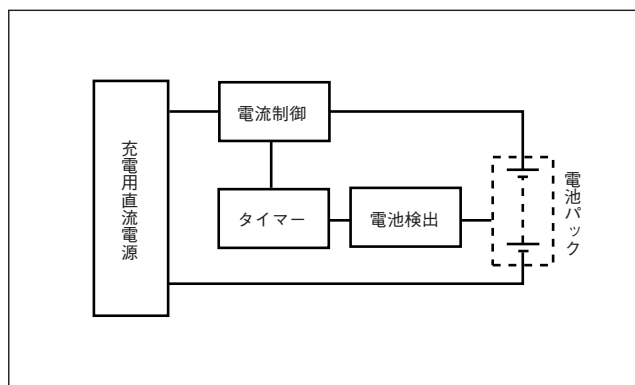 電流制御
充電用直流電源
タイマー
電池検出
電池パック